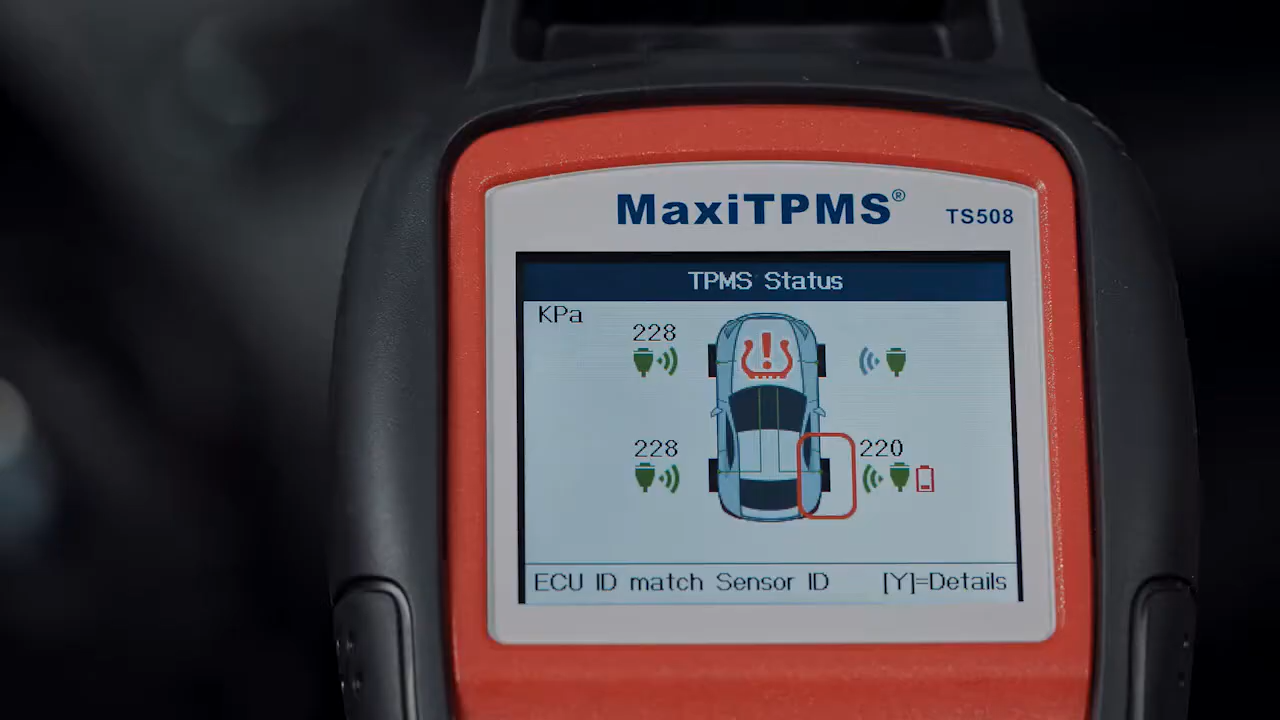 MaxiTPMS® TS508
TPMS Status
KPa
228
228
220
ECU ID match Sensor ID [Y]=Details